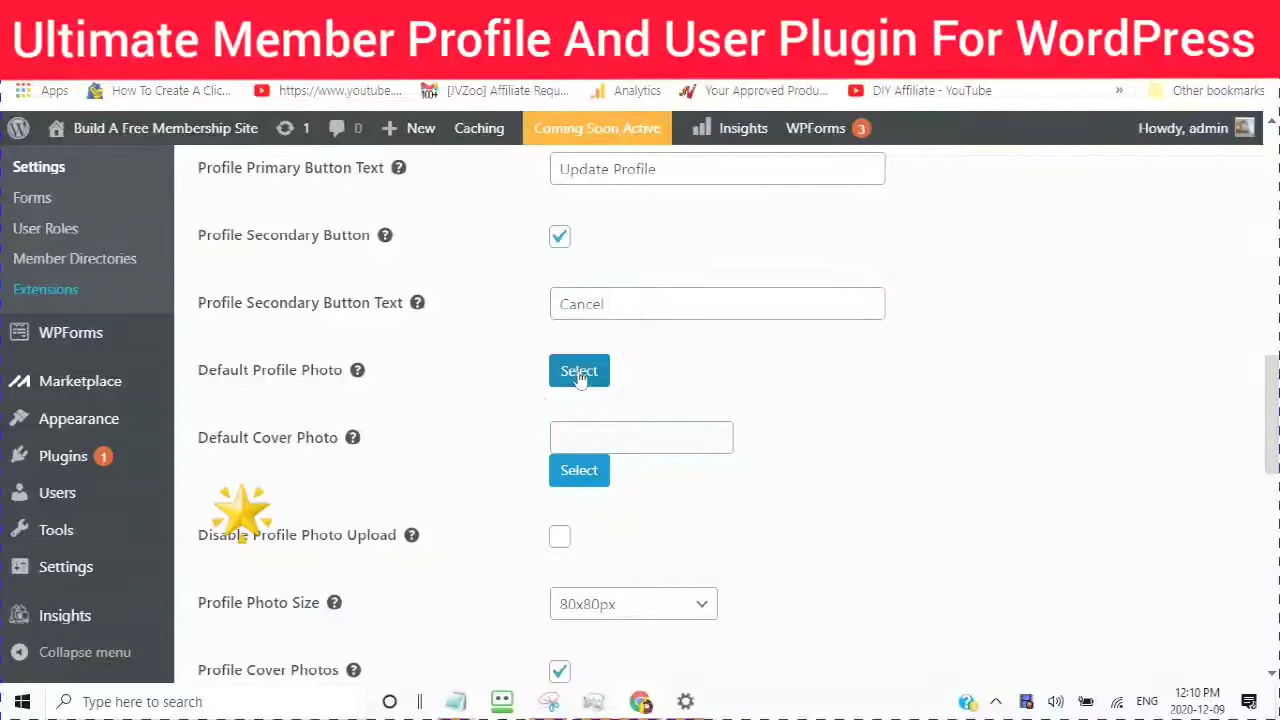 Ultimate Member Profile And User Plugin For WordPress
Apps How To Create A Clic... https://www.youtube.... [JVZoo] Affiliate Requ... Analytics Your Approved Produ... DIY Affiliate - YouTube » Other bookmarks
Build A Free Membership Site 1 0 New Caching Coming Soon Active Insights WPForms 3 Howdy, admin
Settings
Forms
User Roles
Member Directories
Extensions
WPForms
Marketplace
Appearance
Plugins 1
Users
Tools
Settings
Insights
Collapse menu
Profile Primary Button Text ? Update Profile
Profile Secondary Button ?
Profile Secondary Button Text ? Cancel
Default Profile Photo ? Select
Default Cover Photo ?
Select
Disable Profile Photo Upload ?
Profile Photo Size ? 80x80px
Profile Cover Photos ?
Type here to search
ENG
12:10 PM
2020-12-09